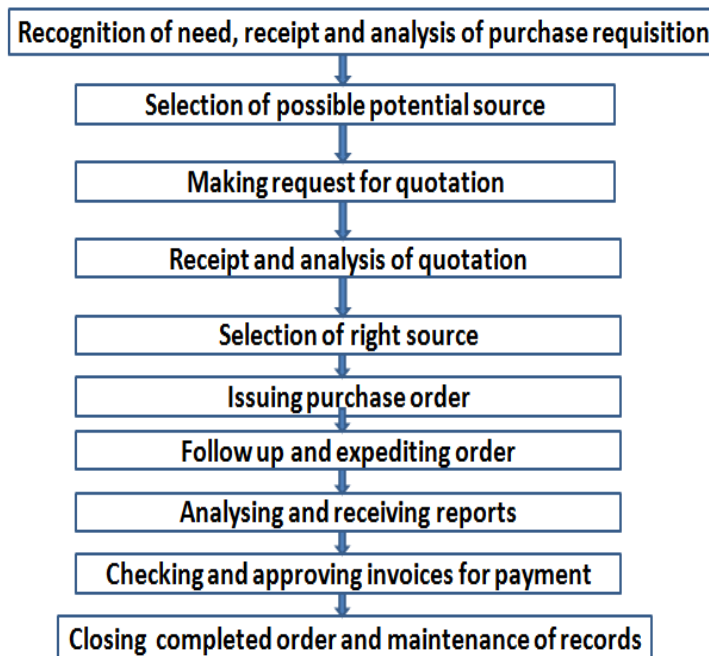 Recognition of need, receipt and analysis of purchase requisition
Selection of possible potential source
Making request for quotation
Receipt and analysis of quotation
Selection of right source
Issuing purchase order
Follow up and expediting order
Analysing and receiving reports
Checking and approving invoices for payment
Closing completed order and maintenance of records